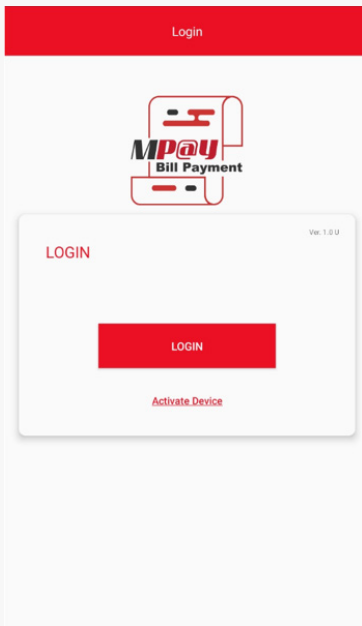 Login
MP@y
Bill Payment
Ver. 1.0 U
LOGIN
LOGIN
Activate Device